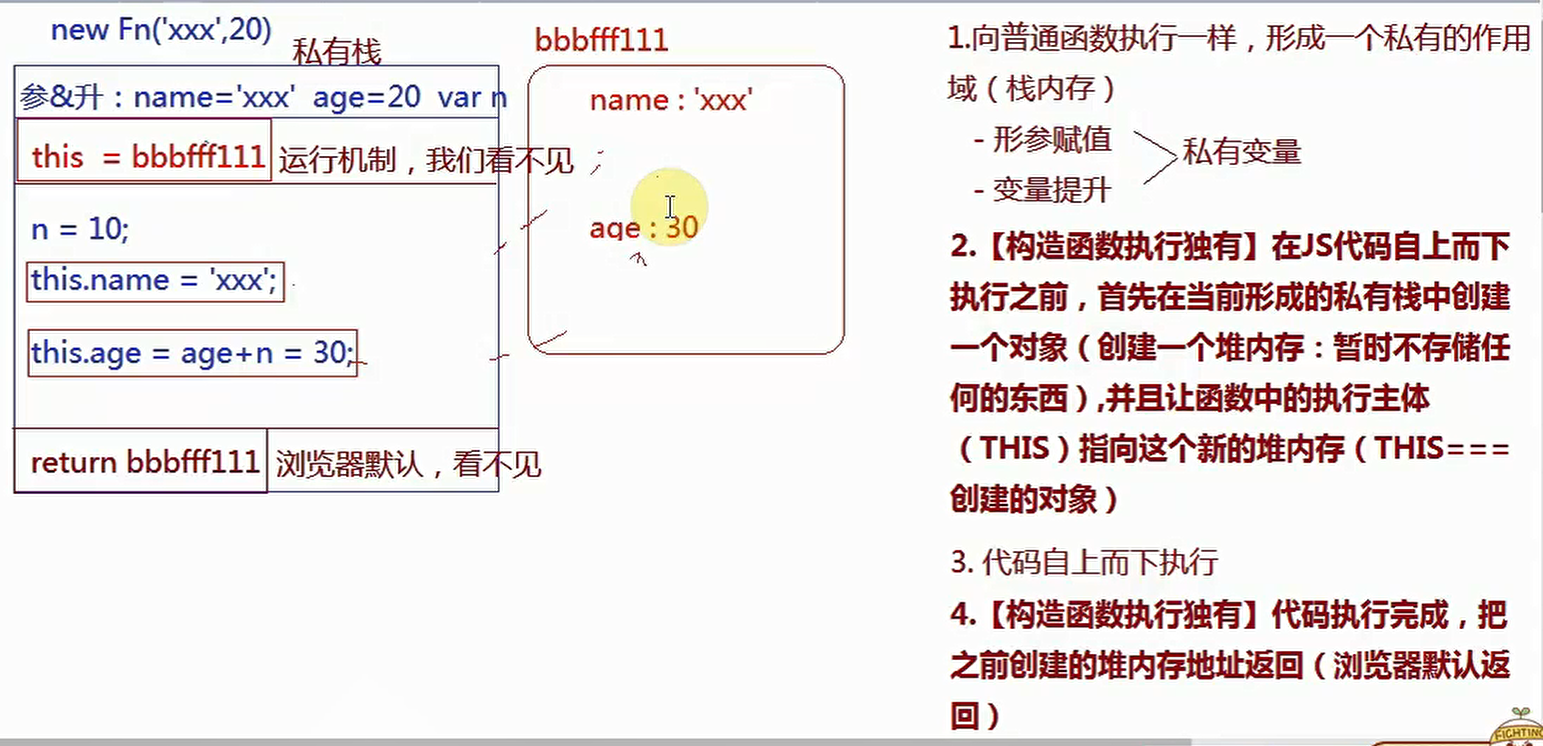 new Fn('xxx',20)
私有栈
参&升：name='xxx' age=20 var n
this = bbbfff111
运行机制，我们看不见
n = 10;
this.name = 'xxx';
this.age = age+n = 30;
return bbbfff111
浏览器默认，看不见
bbbfff111
name : 'xxx'
age : 30
1.向普通函数执行一样，形成一个私有的作用
域（栈内存）
- 形参赋值
- 变量提升
私有变量
2.【构造函数执行独有】在JS代码自上而下
执行之前，首先在当前形成的私有栈中创建
一个对象（创建一个堆内存：暂时不存储任
何的东西）,并且让函数中的执行主体
（THIS）指向这个新的堆内存（THIS===
创建的对象）
3. 代码自上而下执行
4.【构造函数执行独有】代码执行完成，把
之前创建的堆内存地址返回（浏览器默认返
回）
FIGHTING